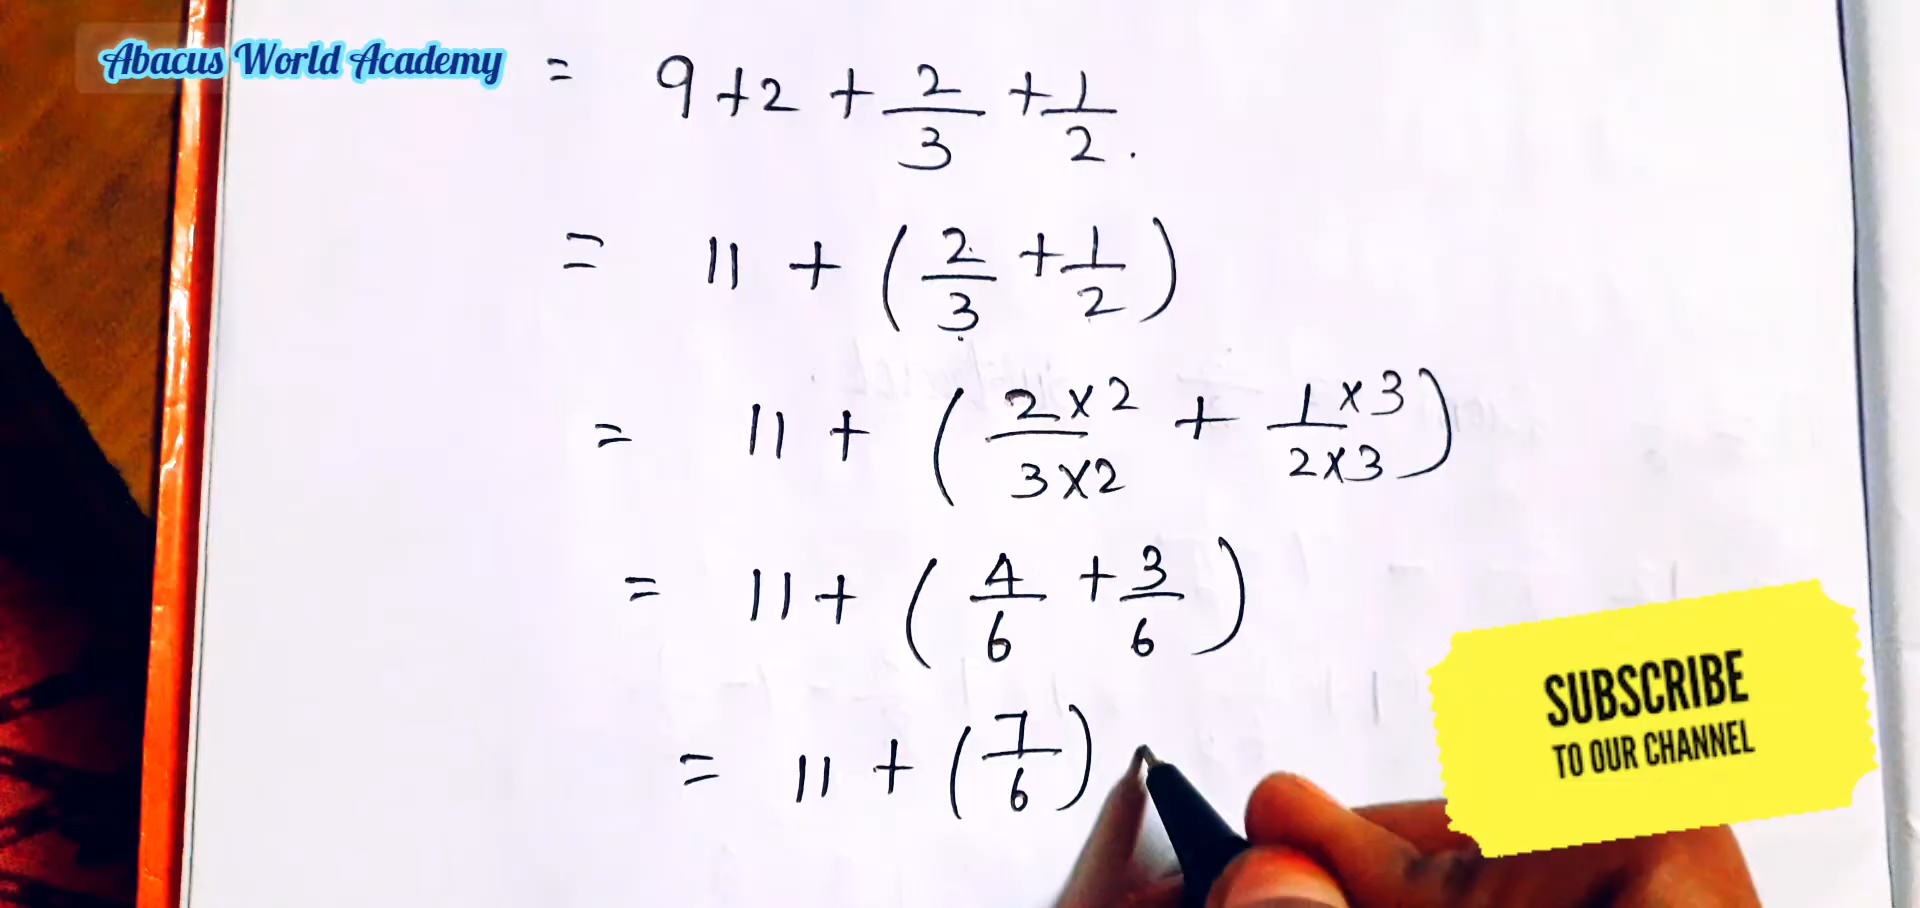 Abacus World Academy
= 9 + 2 + 2/3 + 1/2.
= 11 + (2/3 + 1/2)
= 11 + (2×2/3×2 + 1×3/2×3)
= 11 + (4/6 + 3/6)
= 11 + (7/6)
SUBSCRIBE
TO OUR CHANNEL